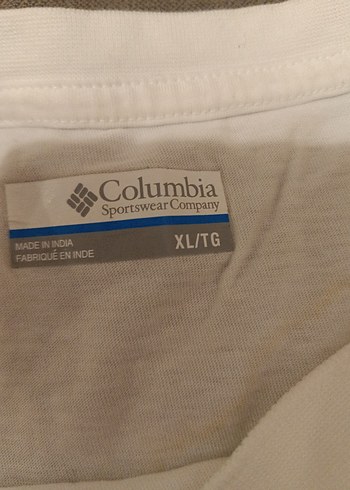 Columbia
Sportswear Company
MADE IN INDIA
FABRIQUÉ EN INDE
XL/TG